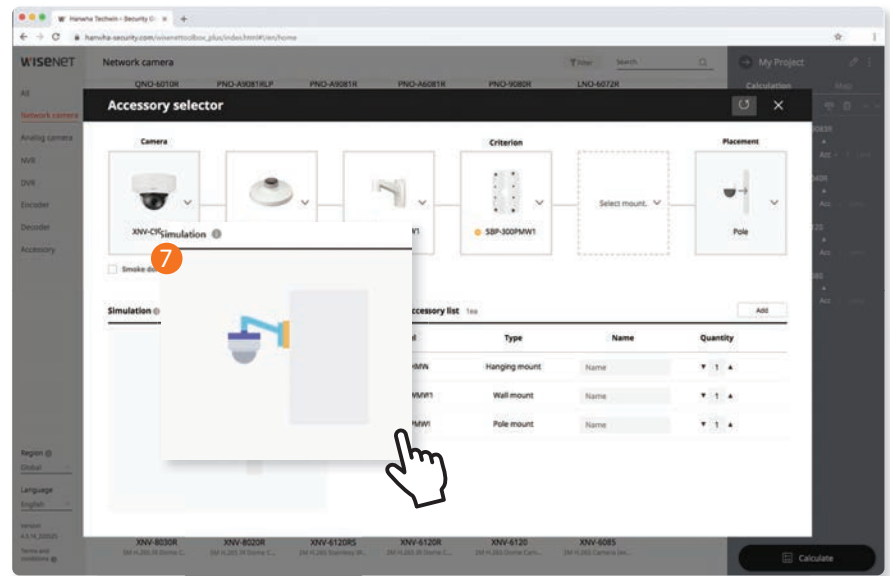 Hanwha Techwin - Security Gl
hanwha-security.com/wisenettoolbox_plus/index.html#!/en/home
WISENET
Network camera
Filter
Search
My Project
Calculation
Map
All
Network camera
Analog camera
NVR
DVR
Encoder
Decoder
Accessory
QNO-6010R
PNO-A9081RLP
PNO-A9081R
PNO-A6081R
PNO-9080R
LNO-6072R
Accessory selector
Camera
Criterion
Placement
SBP-300PMW1
Select mount.
Pole
Simulation
7
Simulation
Accessory list
1ea
Add
Type
Name
Quantity
Hanging mount
Name
1
Wall mount
Name
1
Pole mount
Name
1
Region
Global
Language
English
Version
Terms and
conditions
XNV-8030R
XNV-8020R
XNV-6120RS
XNV-6120R
XNV-6120
XNV-6085
Calculate